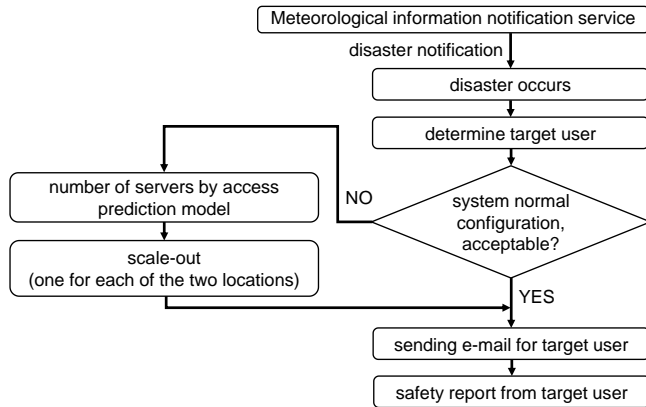 Meteorological information notification service
disaster notification
disaster occurs
determine target user
NO
number of servers by access
prediction model
system normal
configuration,
acceptable?
scale-out
(one for each of the two locations)
YES
sending e-mail for target user
safety report from target user